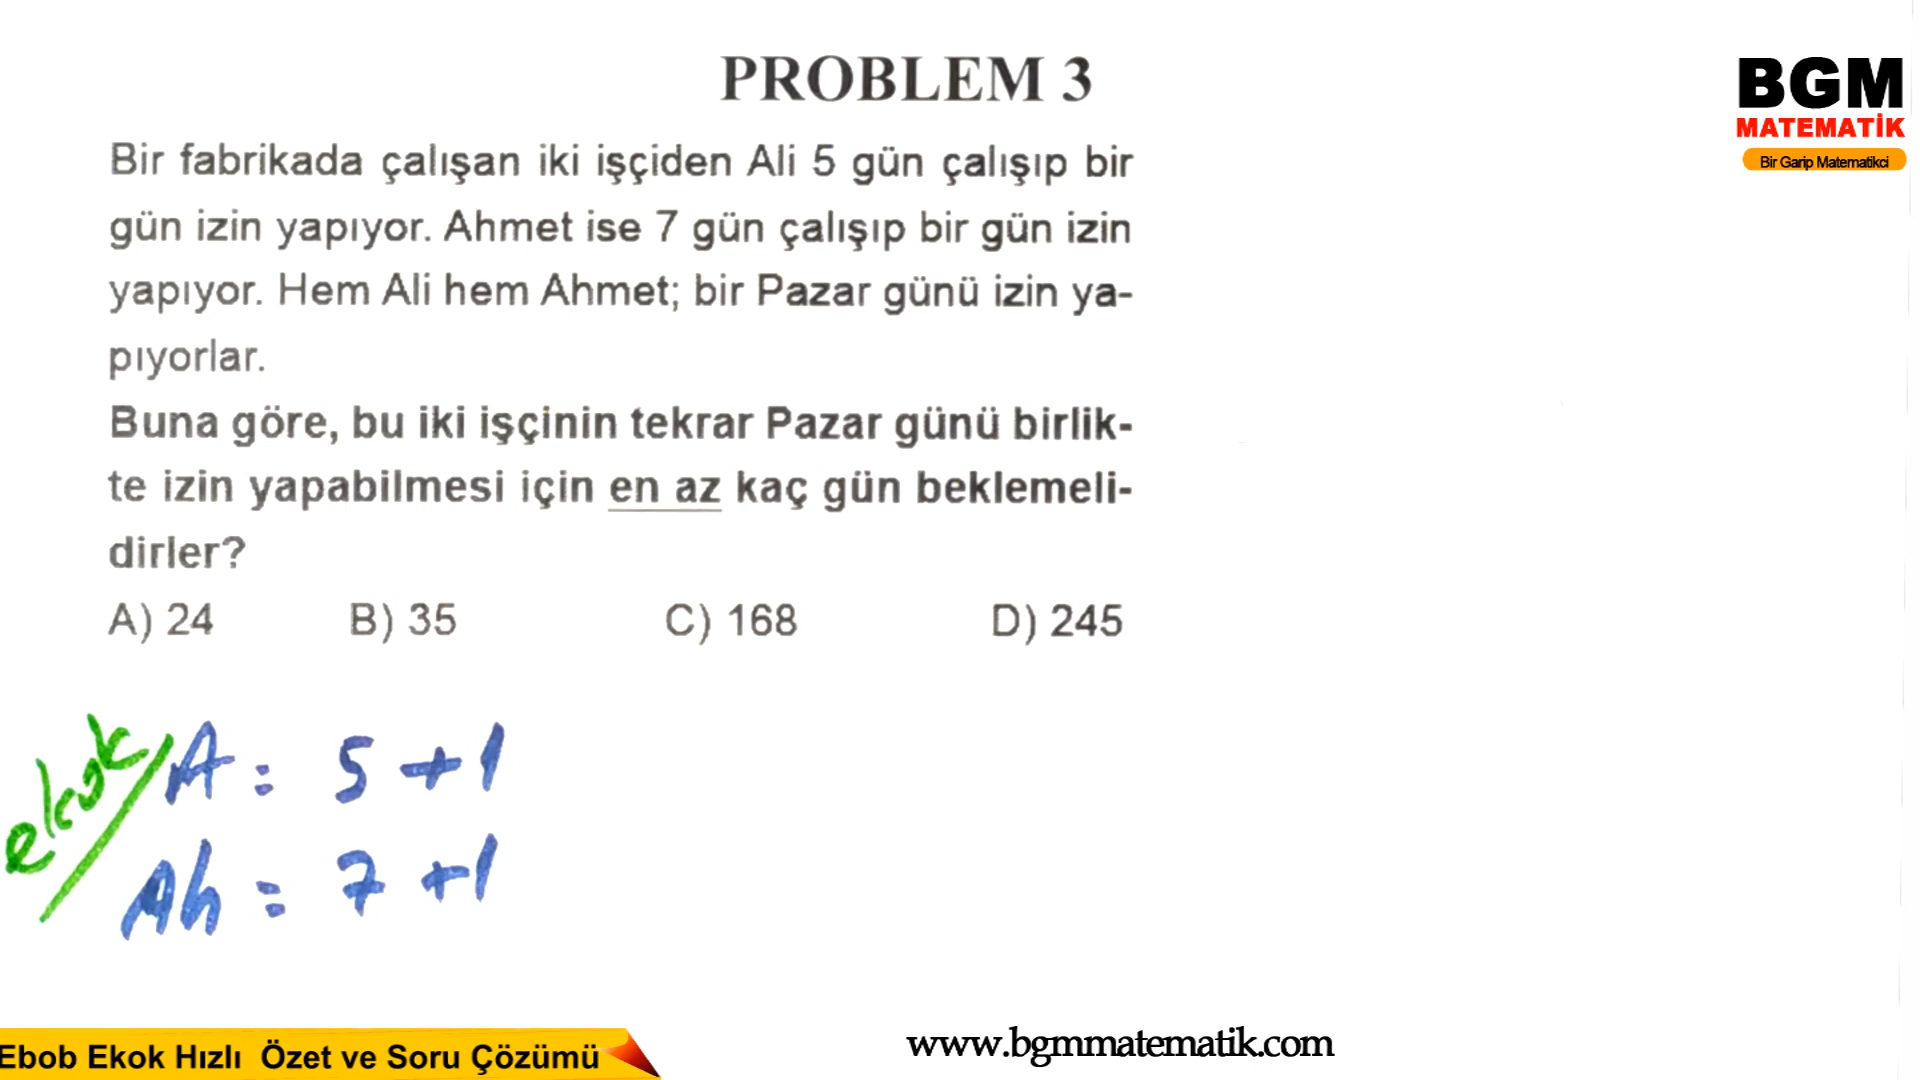 PROBLEM 3
BGM
MATEMATİK
Bir Garip Matematikci
Bir fabrikada çalışan iki işçiden Ali 5 gün çalışıp bir
gün izin yapıyor. Ahmet ise 7 gün çalışıp bir gün izin
yapıyor. Hem Ali hem Ahmet; bir Pazar günü izin ya-
pıyorlar.
Buna göre, bu iki işçinin tekrar Pazar günü birlik-
te izin yapabilmesi için en az kaç gün beklemeli-
dirler?
A) 24 B) 35 C) 168 D) 245
ekok
A = 5 +1
Ah = 7 +1
Ebob Ekok Hızlı Özet ve Soru Çözümü
www.bgmmatematik.com